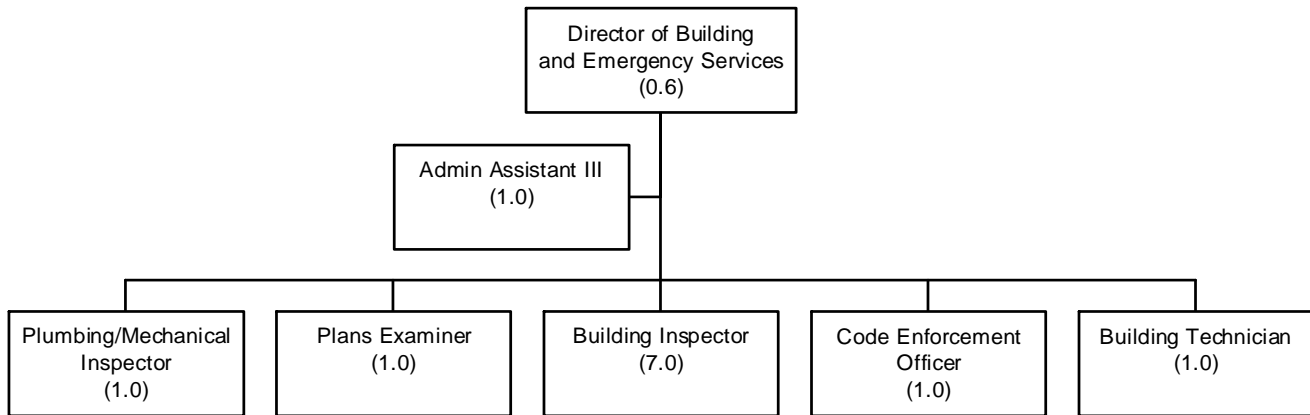 Director of Building
and Emergency Services
(0.6)
Admin Assistant III
(1.0)
Plumbing/Mechanical
Inspector
(1.0)
Plans Examiner
(1.0)
Building Inspector
(7.0)
Code Enforcement
Officer
(1.0)
Building Technician
(1.0)